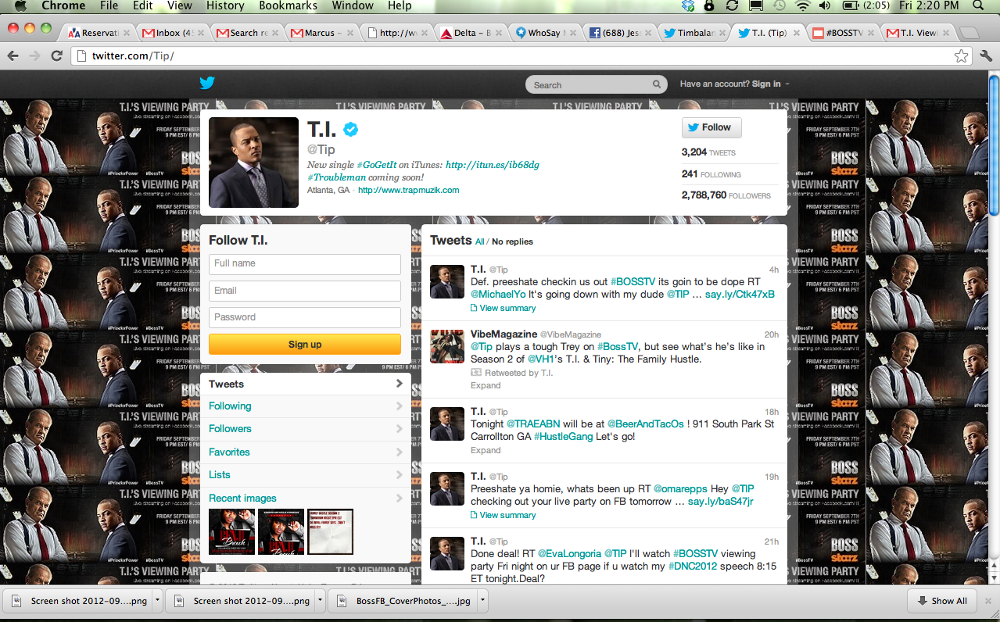 Chrome File Edit View History Bookmarks Window Help (2:05) Fri 2:20 PM
Reservati Inbox (4 Search re Marcus – http://w Delta – B WhoSay M (688) Jes Timbalan T.I. (Tip) #BOSSTV T.I. Viewi
twitter.com/Tip/
Search Have an account? Sign in
T.I.'S VIEWING PARTY
Live streaming on Facebook.com/TI
FRIDAY SEPTEMBER 7TH
9 PM EST/ 6 PM PST
BOSS
starz
#PriceforPower #BossTV
T.I.
@Tip
New single #GoGetIt on iTunes: http://itun.es/ib68dg
#Troubleman coming soon!
Atlanta, GA · http://www.trapmuzik.com
Follow
3,204 TWEETS
241 FOLLOWING
2,788,760 FOLLOWERS
Follow T.I.
Full name
Email
Password
Sign up
Tweets
Following
Followers
Favorites
Lists
Recent images
Tweets All / No replies
T.I. @Tip 4h
Def. preeshate checkin us out #BOSSTV its goin to be dope RT
@MichaelYo It's going down with my dude @TIP ... say.ly/Ctk47xB
View summary
VibeMagazine @VibeMagazine 20h
@Tip plays a tough Trey on #BossTV, but see what's he's like in
Season 2 of @VH1's T.I. & Tiny: The Family Hustle.
Retweeted by T.I.
Expand
T.I. @Tip 18h
Tonight @TRAEABN will be at @BeerAndTacOs ! 911 South Park St
Carrollton GA #HustleGang Let's go!
Expand
T.I. @Tip 19h
Preeshate ya homie, whats been up RT @omarepps Hey @TIP
checking out your live party on FB tomorrow ... say.ly/baS47jr
View summary
T.I. @Tip 21h
Done deal! RT @EvaLongoria @TIP I'll watch #BOSSTV viewing
party Fri night on ur FB page if u watch my #DNC2012 speech 8:15
ET tonight.Deal?
Screen shot 2012-09....png Screen shot 2012-09....png BossFB_CoverPhotos_....jpg Show All